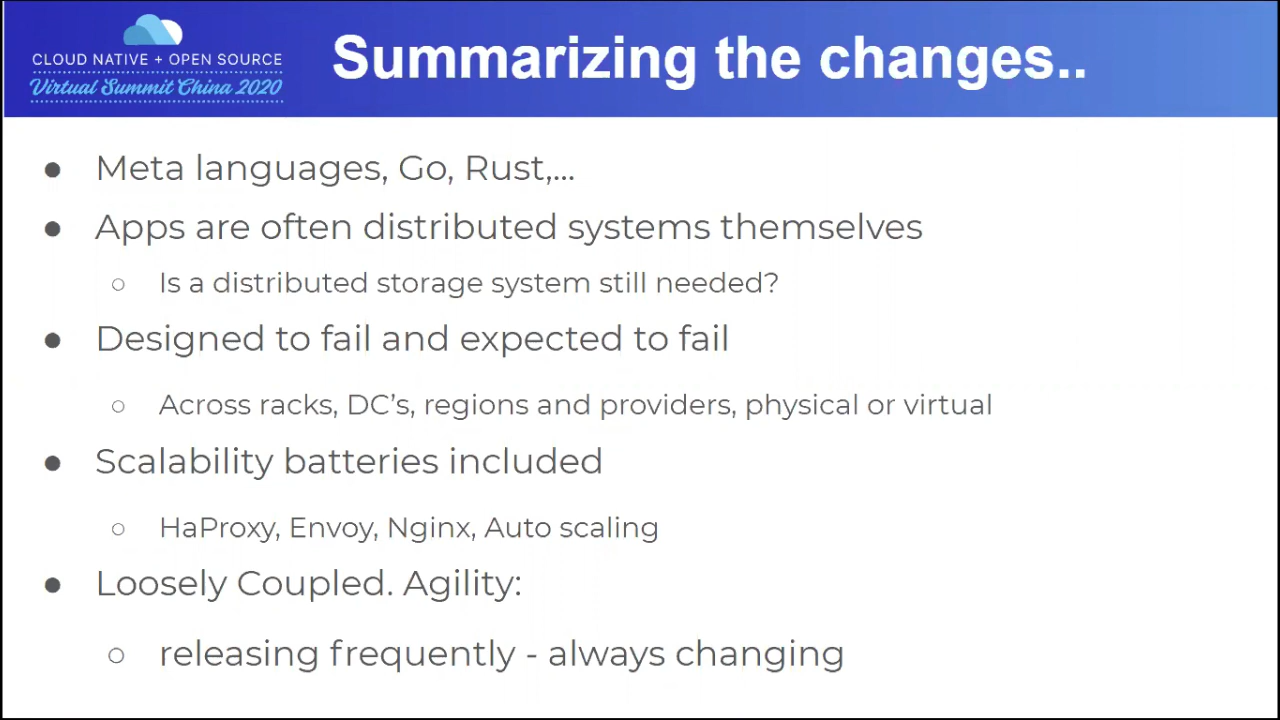 CLOUD NATIVE + OPEN SOURCE
Virtual Summit China 2020
Summarizing the changes..
● Meta languages, Go, Rust,...
● Apps are often distributed systems themselves
○ Is a distributed storage system still needed?
● Designed to fail and expected to fail
○ Across racks, DC’s, regions and providers, physical or virtual
● Scalability batteries included
○ HaProxy, Envoy, Nginx, Auto scaling
● Loosely Coupled. Agility:
○ releasing frequently - always changing